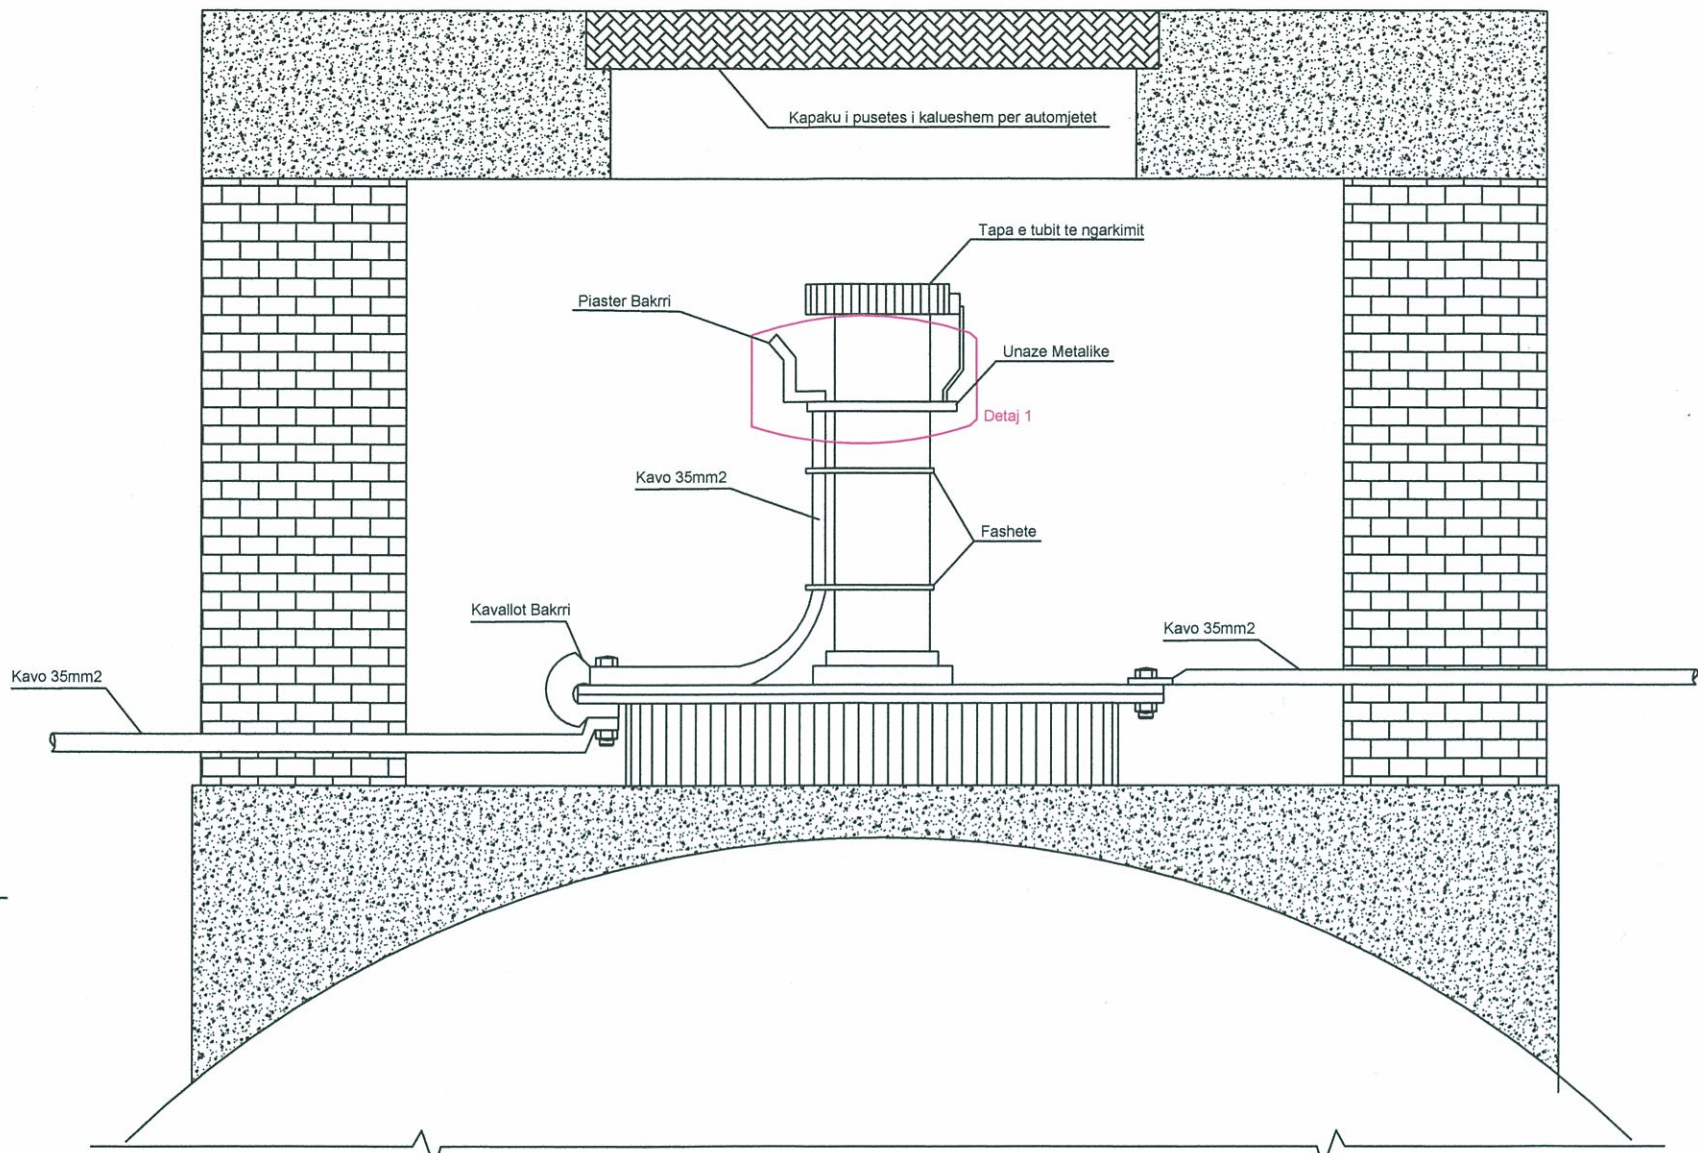 Kapaku i pusetes i kalueshem per automjetet
Tapa e tubit te ngarkimit
Piaster Bakrri
Unaze Metalike
Detaj 1
Kavo 35mm2
Fashete
Kavallot Bakrri
Kavo 35mm2
Kavo 35mm2